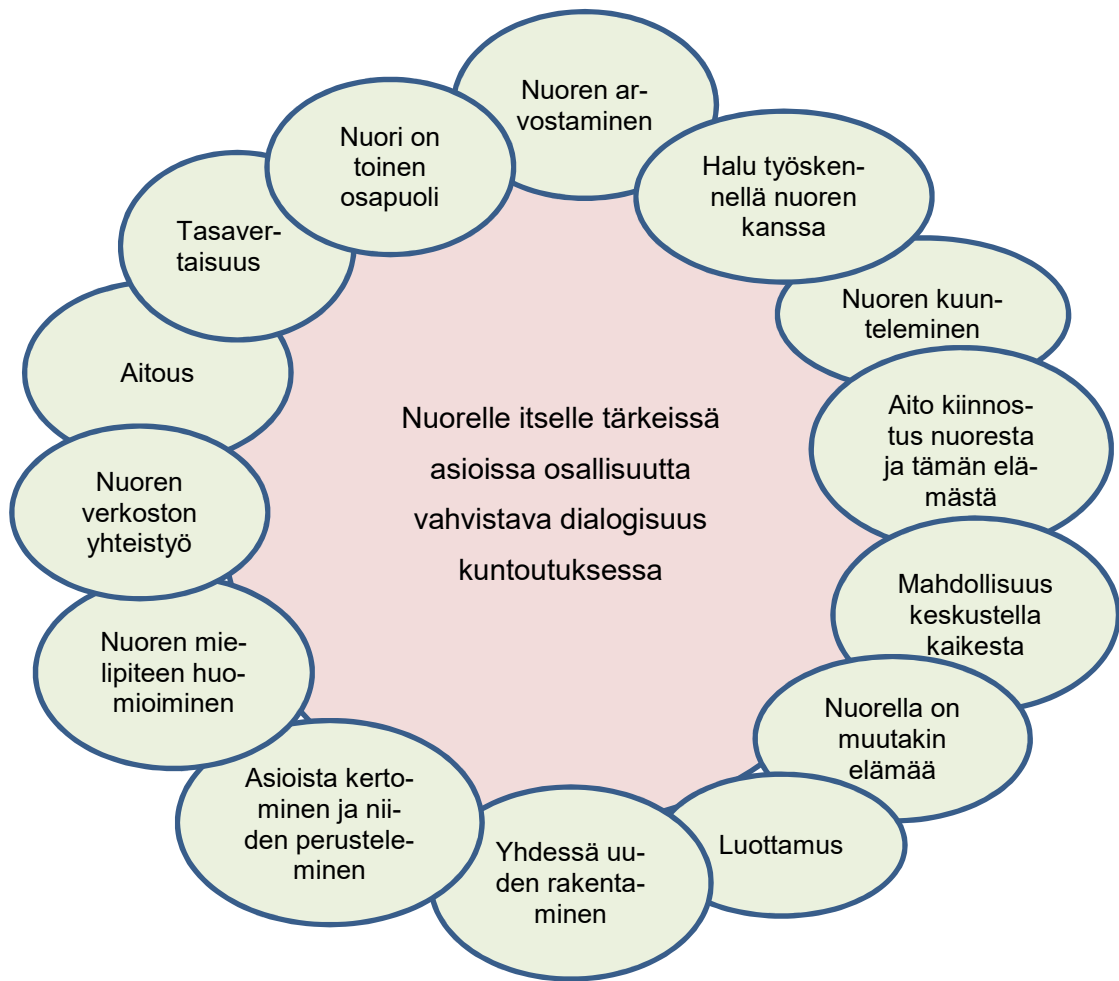 Nuoren ar-
vostaminen
Halu työsken-
nellä nuoren
kanssa
Nuoren kuun-
teleminen
Aito kiinnos-
tus nuoresta
ja tämän elä-
mästä
Mahdollisuus
keskustella
kaikesta
Nuorella on
muutakin
elämää
Luottamus
Yhdessä uu-
den rakenta-
minen
Asioista kerto-
minen ja nii-
den perustele-
minen
Nuoren mie-
lipiteen huo-
mioiminen
Nuoren
verkoston
yhteistyö
Aitous
Tasaver-
taisuus
Nuori on
toinen
osapuoli
Nuorelle itselle tärkeissä
asioissa osallisuutta
vahvistava dialogisuus
kuntoutuksessa